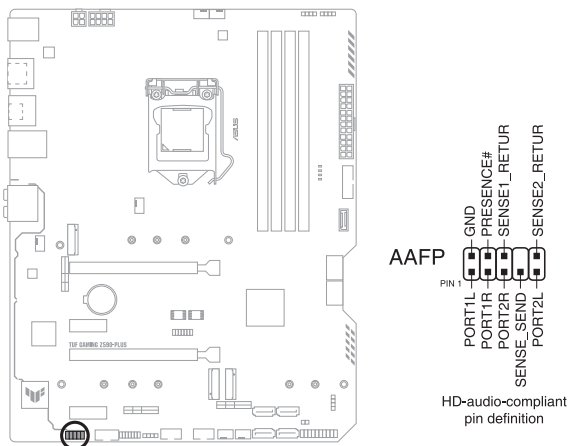 /SUS
TUF GAMING Z590-PLUS
AAFP
PIN 1
GND
PRESENCE#
SENSE1_RETUR
SENSE2_RETUR
PORT1L
PORT1R
PORT2R
SENSE_SEND
PORT2L
HD-audio-compliant
pin definition